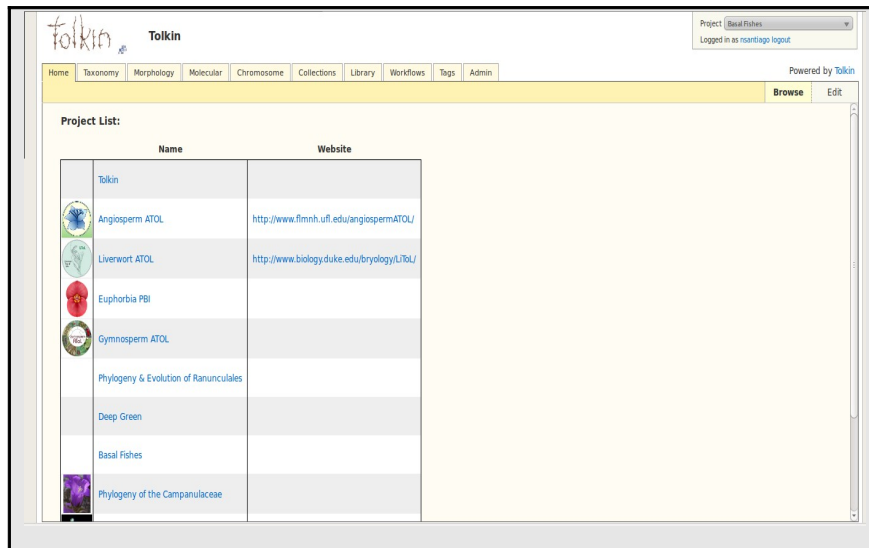 tolkin
Tolkin
Project Basal Fishes
Logged in as nsantiago logout
Home Taxonomy Morphology Molecular Chromosome Collections Library Workflows Tags Admin
Powered by Tolkin
Browse Edit
Project List:
Name Website
Tolkin
Angiosperm ATOL http://www.flmnh.ufl.edu/angiospermATOL/
Liverwort ATOL http://www.biology.duke.edu/bryology/LiToL/
Euphorbia PBI
Gymnosperm ATOL
Phylogeny & Evolution of Ranunculales
Deep Green
Basal Fishes
Phylogeny of the Campanulaceae